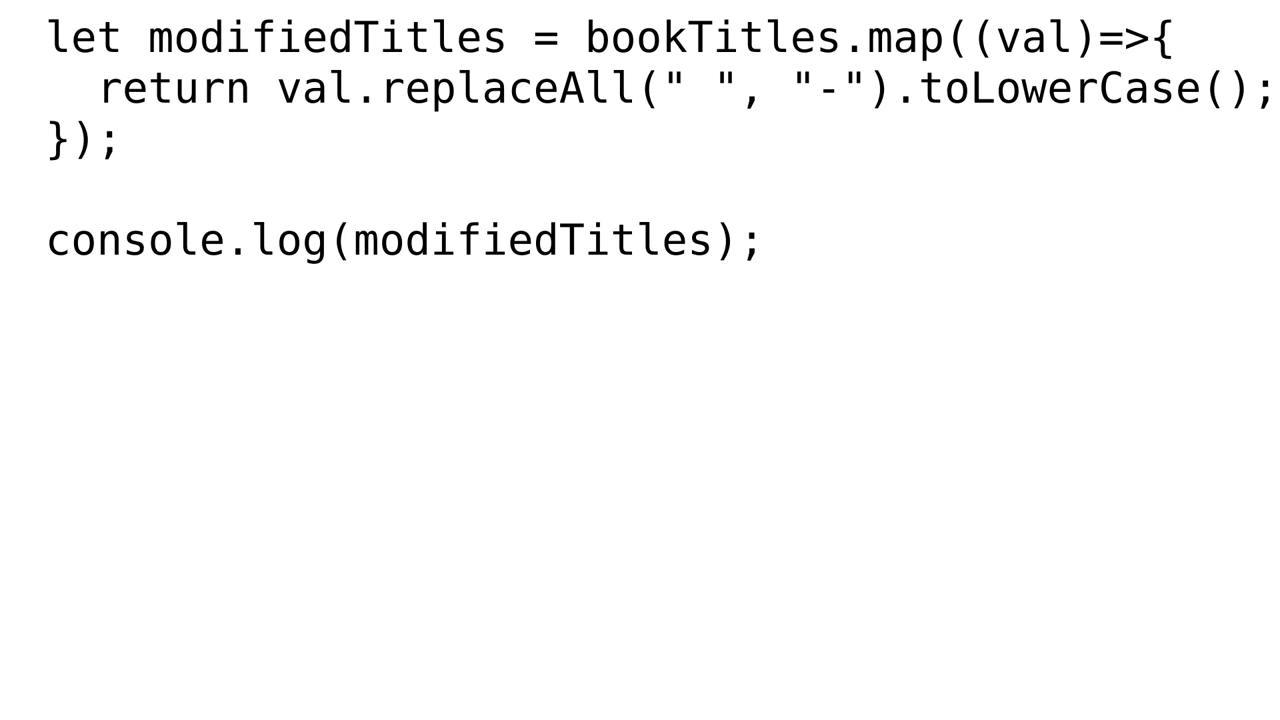 let modifiedTitles = bookTitles.map((val)=>{
  return val.replaceAll(" ", "-").toLowerCase();
});

console.log(modifiedTitles);